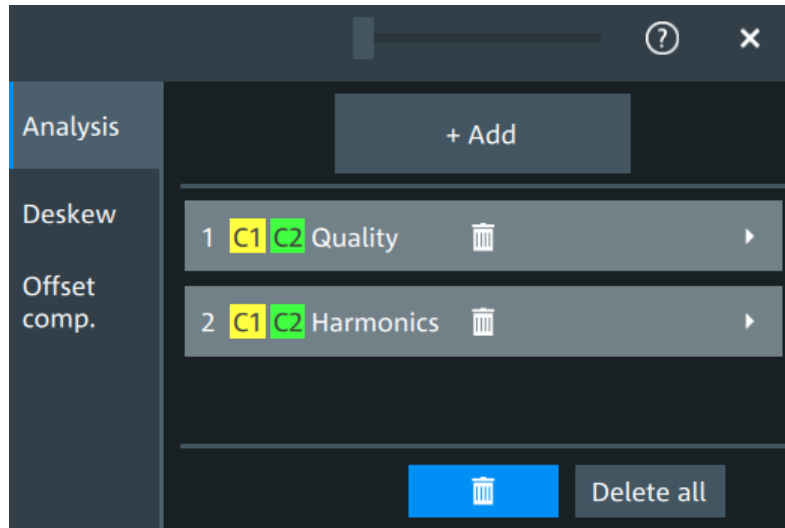 ?
Analysis
+ Add
Deskew
1 C1 C2 Quality
Offset
comp.
2 C1 C2 Harmonics
Delete all